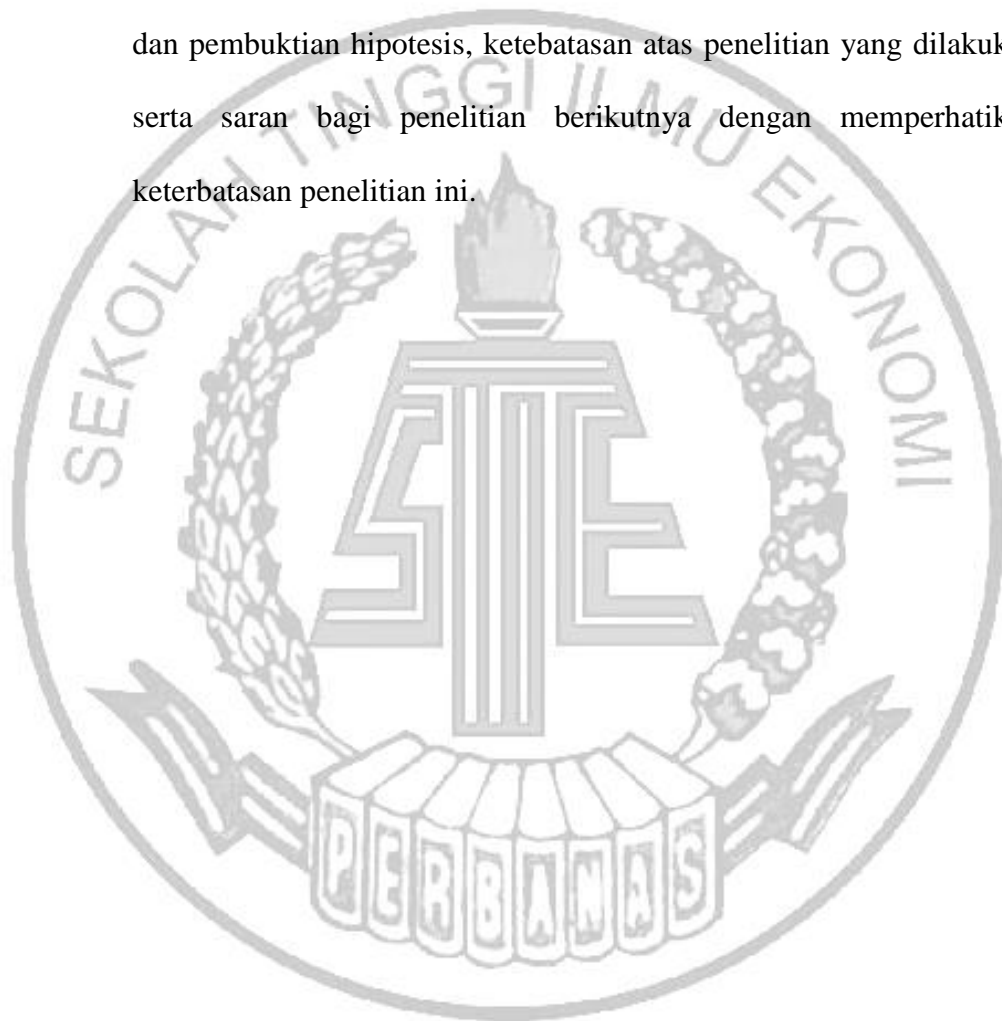 dan pembuktian hipotesis, ketebatasan atas penelitian yang dilakuk
serta saran bagi penelitian berikutnya dengan memperhatik
keterbatasan penelitian ini.
SEKOLAH TINGGI ILMU EKONOMI
STIE
PERBANAS